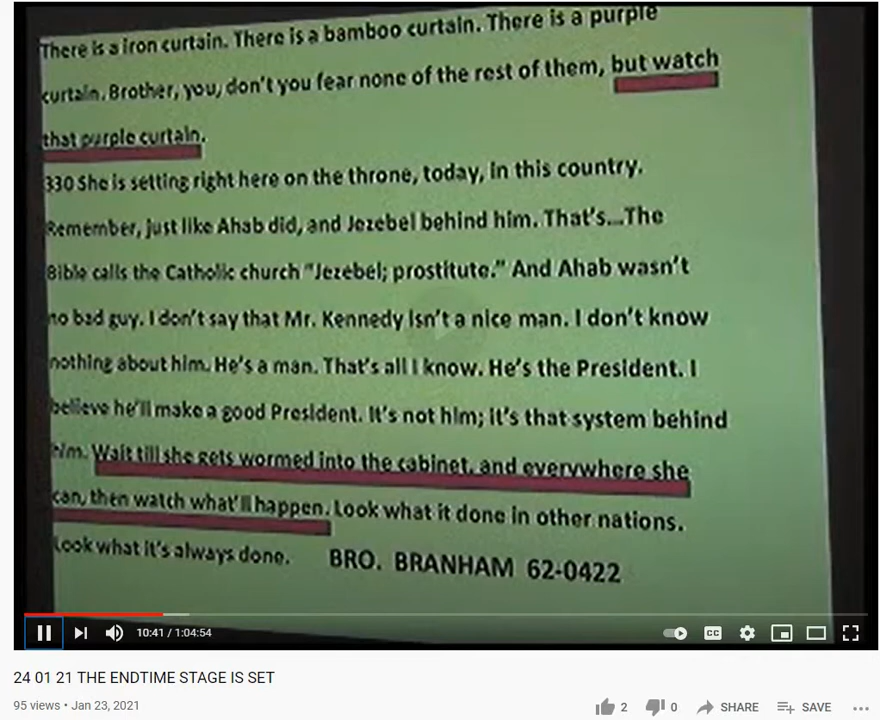 There is a iron curtain. There is a bamboo curtain. There is a purple
curtain. Brother, you, don't you fear none of the rest of them, but watch
that purple curtain.
330 She is setting right here on the throne, today, in this country.
Remember, just like Ahab did, and Jezebel behind him. That's...The
Bible calls the Catholic church "Jezebel; prostitute." And Ahab wasn't
no bad guy. I don't say that Mr. Kennedy isn't a nice man. I don't know
nothing about him. He's a man. That's all I know. He's the President. I
believe he'll make a good President. It's not him; it's that system behind
him. Wait till she gets wormed into the cabinet, and everywhere she
can, then watch what'll happen. Look what it done in other nations.
Look what it's always done. BRO. BRANHAM 62-0422
10:41 / 1:04:54
CC
24 01 21 THE ENDTIME STAGE IS SET
95 views • Jan 23, 2021
2 0 SHARE SAVE